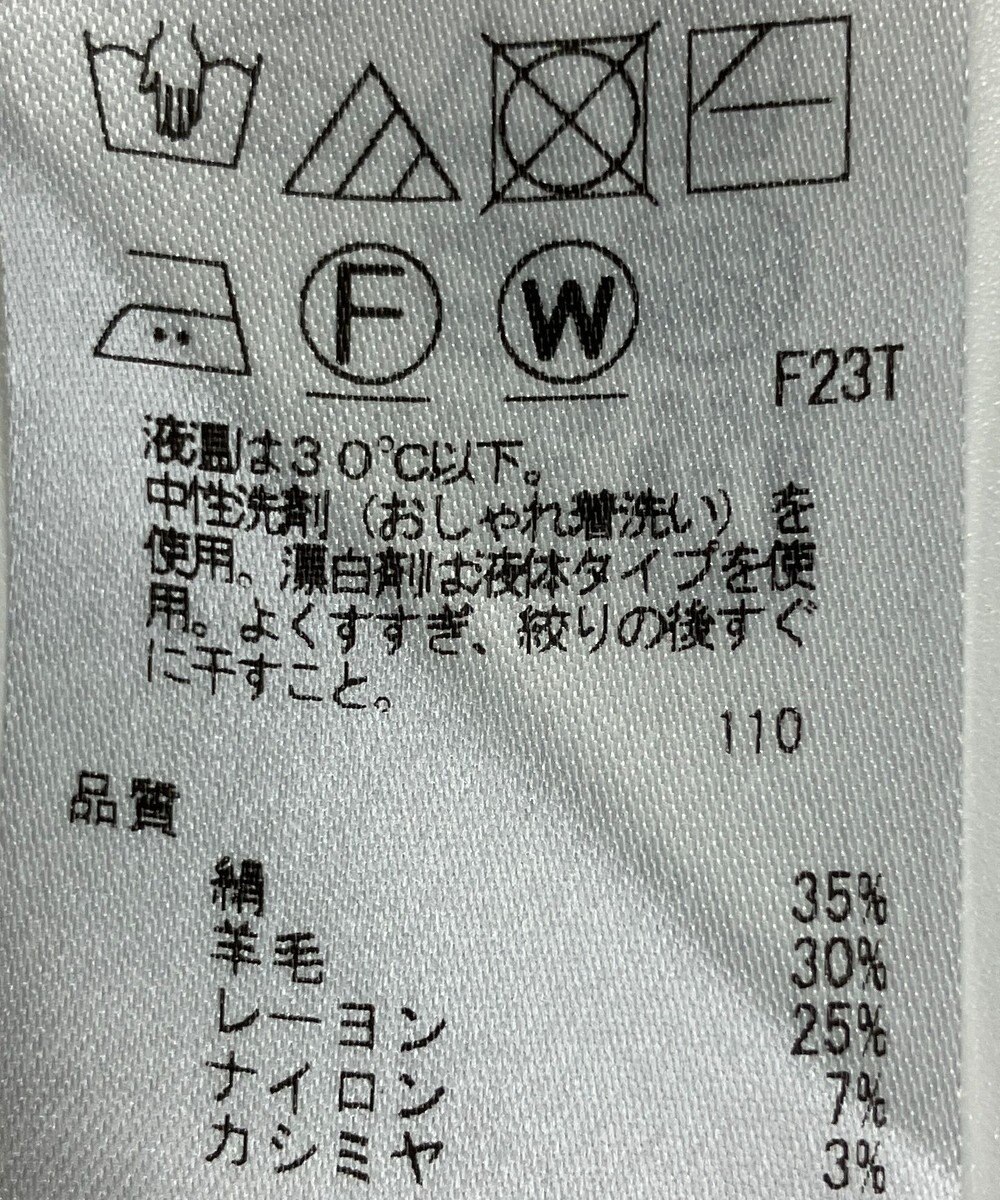 F
W
F23T
液温は30℃以下。
中性洗剤（おしゃれ着洗い）を
使用。漂白剤は液体タイプを使
用。よくすすぎ、絞りの後すぐ
に干すこと。
110
品質
絹 35%
羊毛 30%
レーヨン 25%
ナイロン 7%
カシミヤ 3%